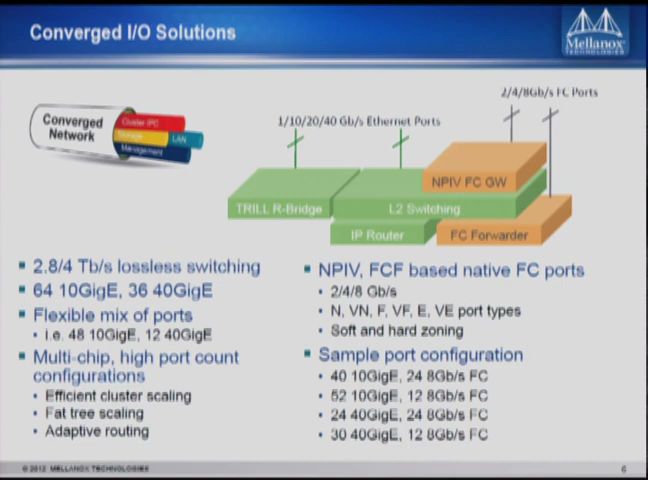 Converged I/O Solutions
Mellanox
TECHNOLOGIES
2/4/8Gb/s FC Ports
Converged
Network
Cluster IPC
Storage
LAN
Management
1/10/20/40 Gb/s Ethernet Ports
NPIV FC GW
TRILL R-Bridge
L2 Switching
IP Router
FC Forwarder
2.8/4 Tb/s lossless switching
64 10GigE, 36 40GigE
Flexible mix of ports
i.e. 48 10GigE, 12 40GigE
Multi-chip, high port count
configurations
Efficient cluster scaling
Fat tree scaling
Adaptive routing
NPIV, FCF based native FC ports
2/4/8 Gb/s
N, VN, F, VF, E, VE port types
Soft and hard zoning
Sample port configuration
40 10GigE, 24 8Gb/s FC
52 10GigE, 12 8Gb/s FC
24 40GigE, 24 8Gb/s FC
30 40GigE, 12 8Gb/s FC
© 2012 MELLANOX TECHNOLOGIES
6